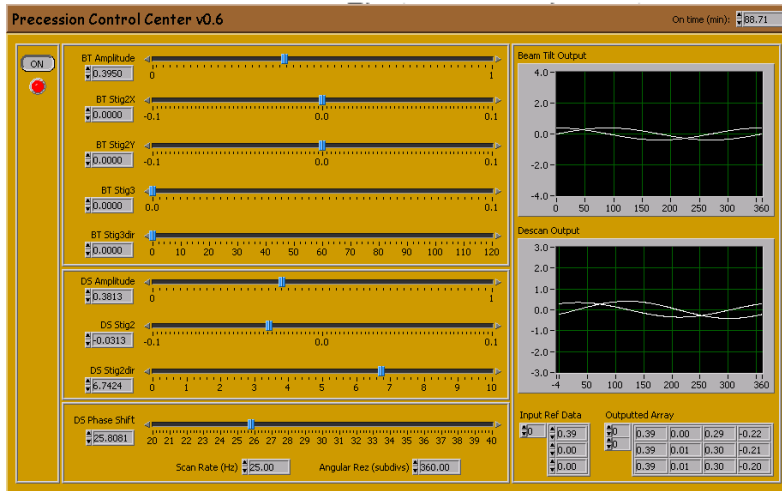 Precession Control Center v0.6
On time (min): 88.71
ON
BT Amplitude
0.3950
0 1
BT Stig2X
0.0000
-0.1 0.0 0.1
BT Stig2Y
0.0000
-0.1 0.0 0.1
BT Stig3
0.0000
0.0 0.1
BT Stig3dir
0.0000
0 10 20 30 40 50 60 70 80 90 100 110 120
DS Amplitude
0.3813
0 1
DS Stig2
-0.0313
-0.1 0.0 0.1
DS Stig2dir
6.7424
0 1 2 3 4 5 6 7 8 9 10
DS Phase Shift
25.8081
20 21 22 23 24 25 26 27 28 29 30 31 32 33 34 35 36 37 38 39 40
Scan Rate (Hz) 25.00
Angular Rez (subdivs) 360.00
Beam Tilt Output
4.0
2.0
0.0
-2.0
-4.0
0 50 100 150 200 250 300 360
Descan Output
3.0
2.0
1.0
0.0
-1.0
-2.0
-3.0
-4 50 100 150 200 250 300 360
Input Ref Data
0 0.39
0.00
0.00
Outputted Array
0 0.39 0.00 0.29 -0.22
0 0.39 0.01 0.30 -0.21
0.39 0.01 0.30 -0.20